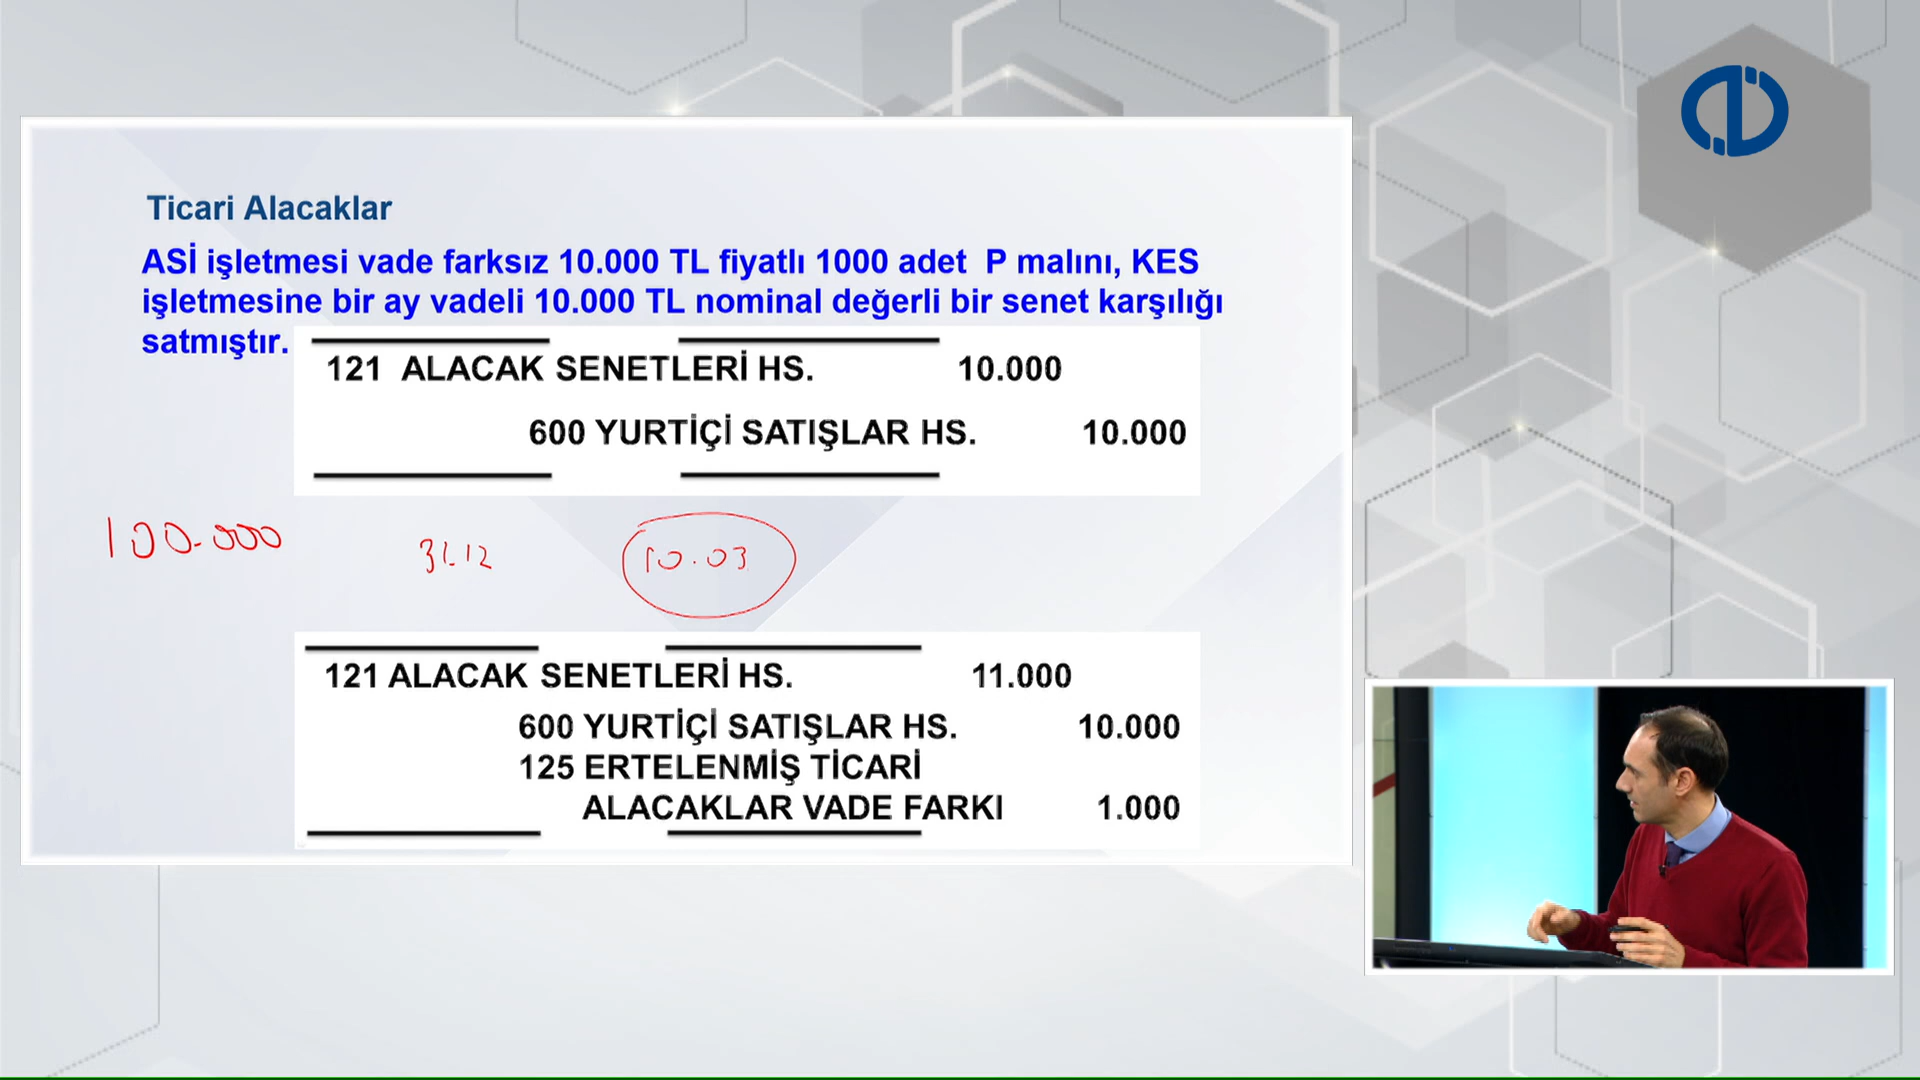 Ticari Alacaklar
ASİ işletmesi vade farksız 10.000 TL fiyatlı 1000 adet P malını, KES
işletmesine bir ay vadeli 10.000 TL nominal değerli bir senet karşılığı
satmıştır.
121 ALACAK SENETLERİ HS. 10.000
600 YURTİÇİ SATIŞLAR HS. 10.000
100.000 31.12 10.03
121 ALACAK SENETLERİ HS. 11.000
600 YURTİÇİ SATIŞLAR HS. 10.000
125 ERTELENMİŞ TİCARİ
ALACAKLAR VADE FARKI 1.000